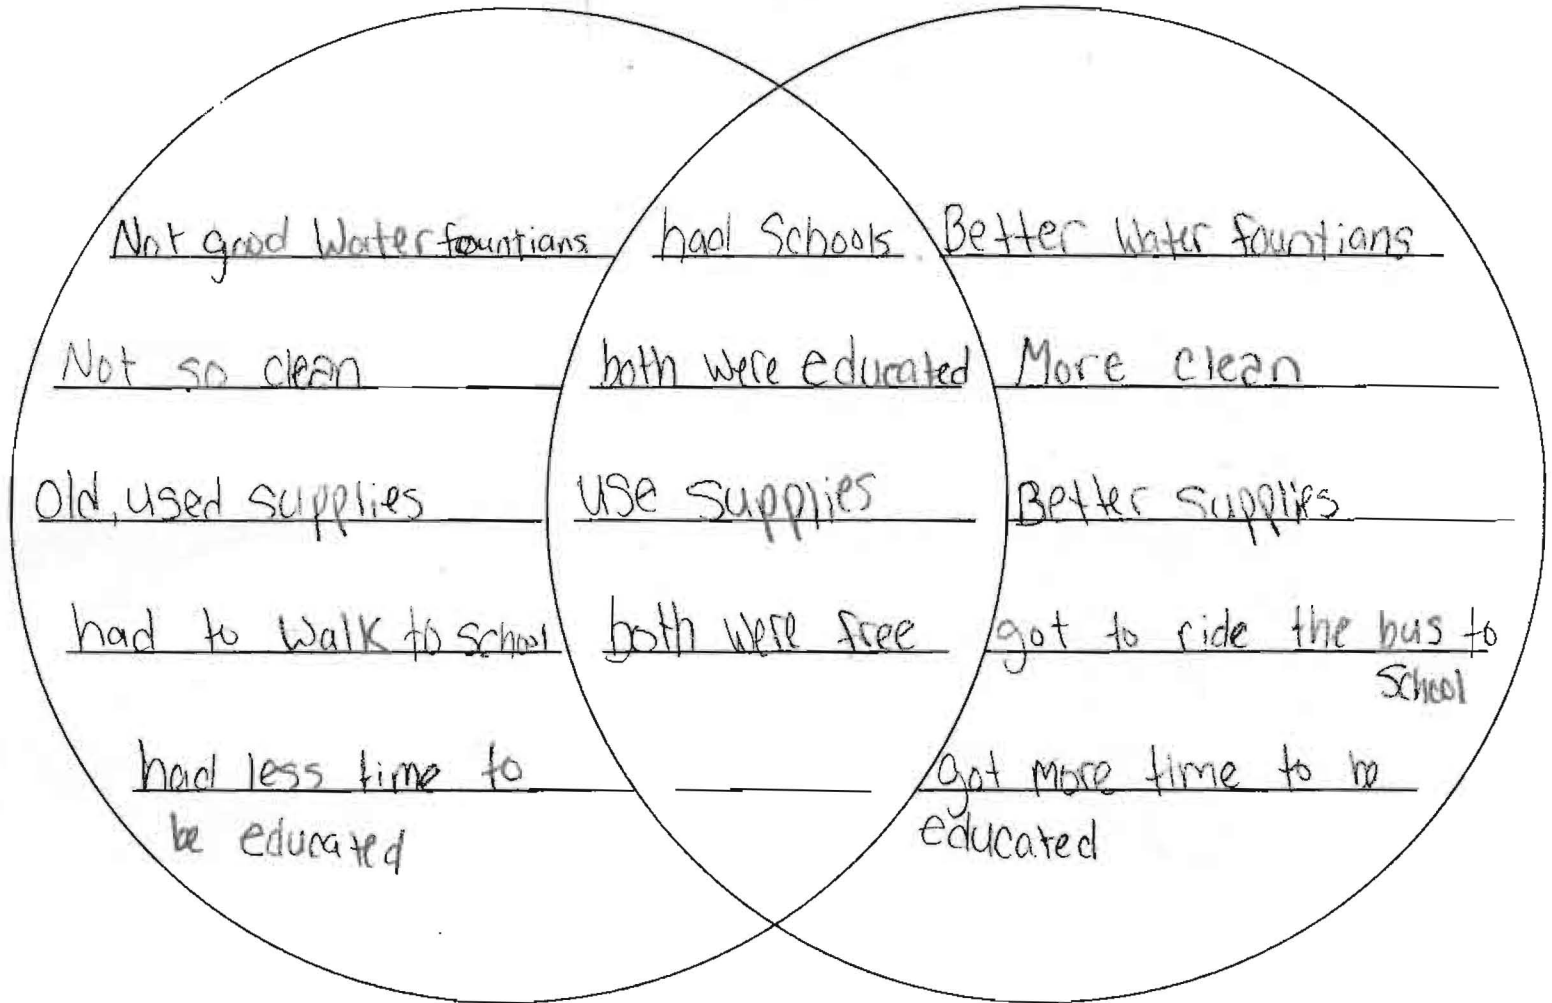 Not good Water fountians
had Schools
Better Water fountians
Not so clean
both were educated
More clean
Old, used supplies
use supplies
Better supplies
had to Walk to school
both were free
got to ride the bus to
School
had less time to
be educated
got more time to be
educated